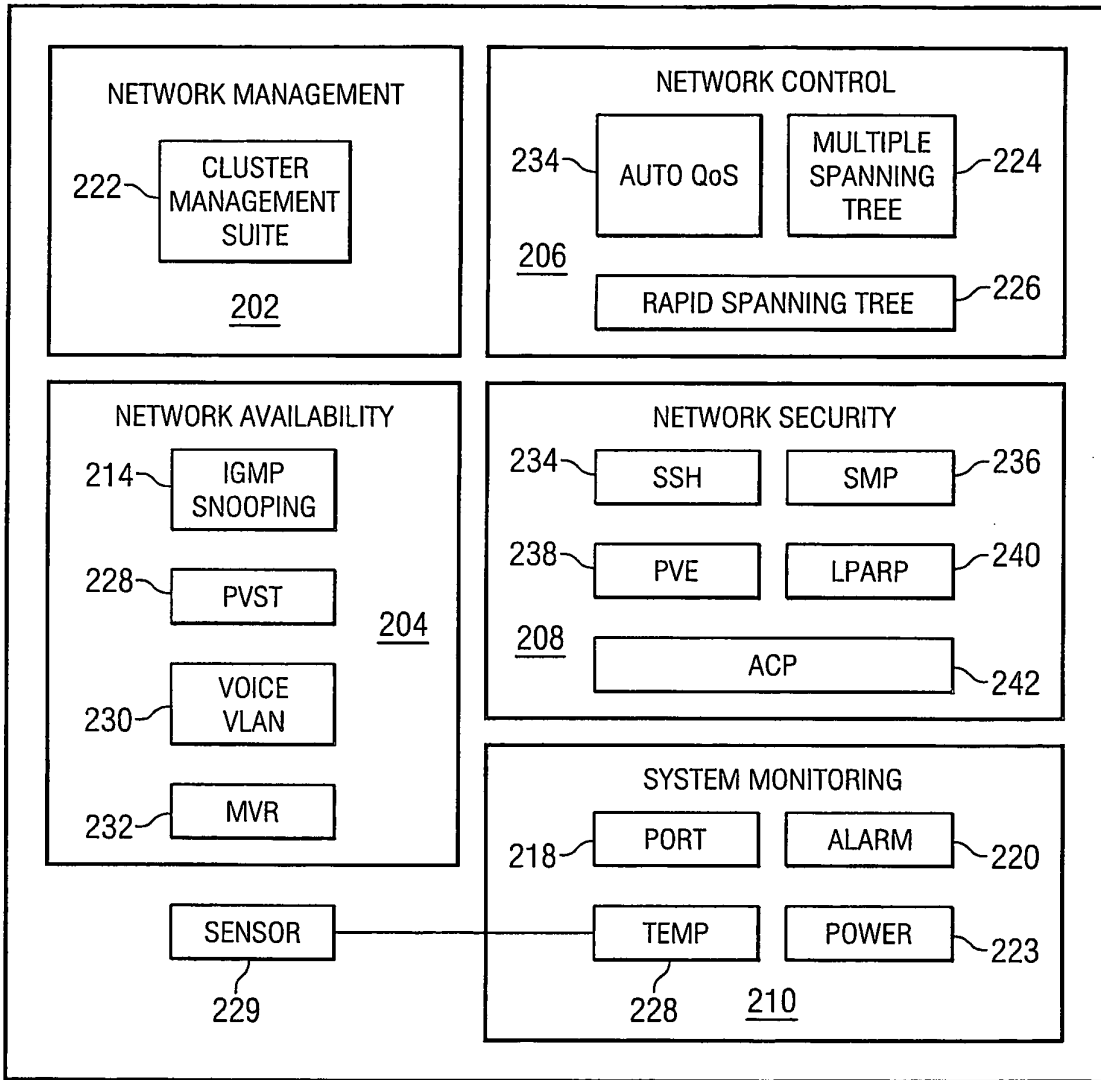 NETWORK MANAGEMENT
222
CLUSTER
MANAGEMENT
SUITE
202
NETWORK CONTROL
234
AUTO QoS
MULTIPLE
SPANNING
TREE
224
206
RAPID SPANNING TREE
226
NETWORK AVAILABILITY
214
IGMP
SNOOPING
228
PVST
204
230
VOICE
VLAN
232
MVR
NETWORK SECURITY
234
SSH
SMP
236
238
PVE
LPARP
240
208
ACP
242
SYSTEM MONITORING
218
PORT
ALARM
220
SENSOR
229
TEMP
228
POWER
223
210